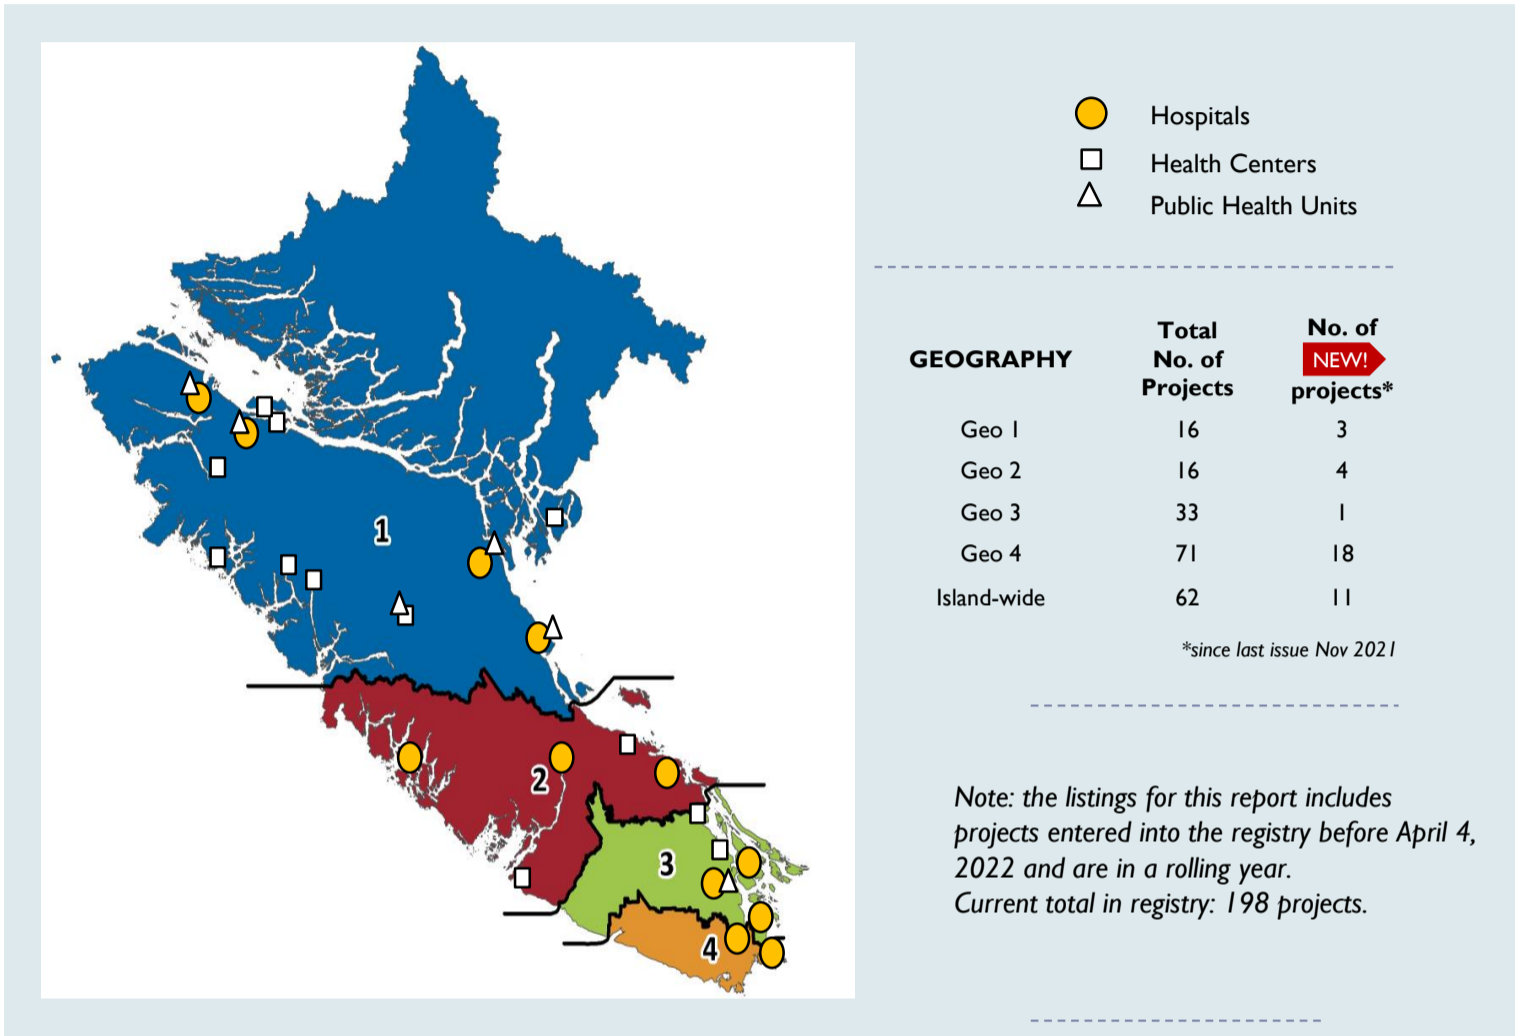 Hospitals
Health Centers
Public Health Units
GEOGRAPHY
Total
No. of
Projects
No. of
NEW!
projects*
Geo 1 16 3
Geo 2 16 4
Geo 3 33 1
Geo 4 71 18
Island-wide 62 11
*since last issue Nov 2021
Note: the listings for this report includes
projects entered into the registry before April 4,
2022 and are in a rolling year.
Current total in registry: 198 projects.
1
2
3
4